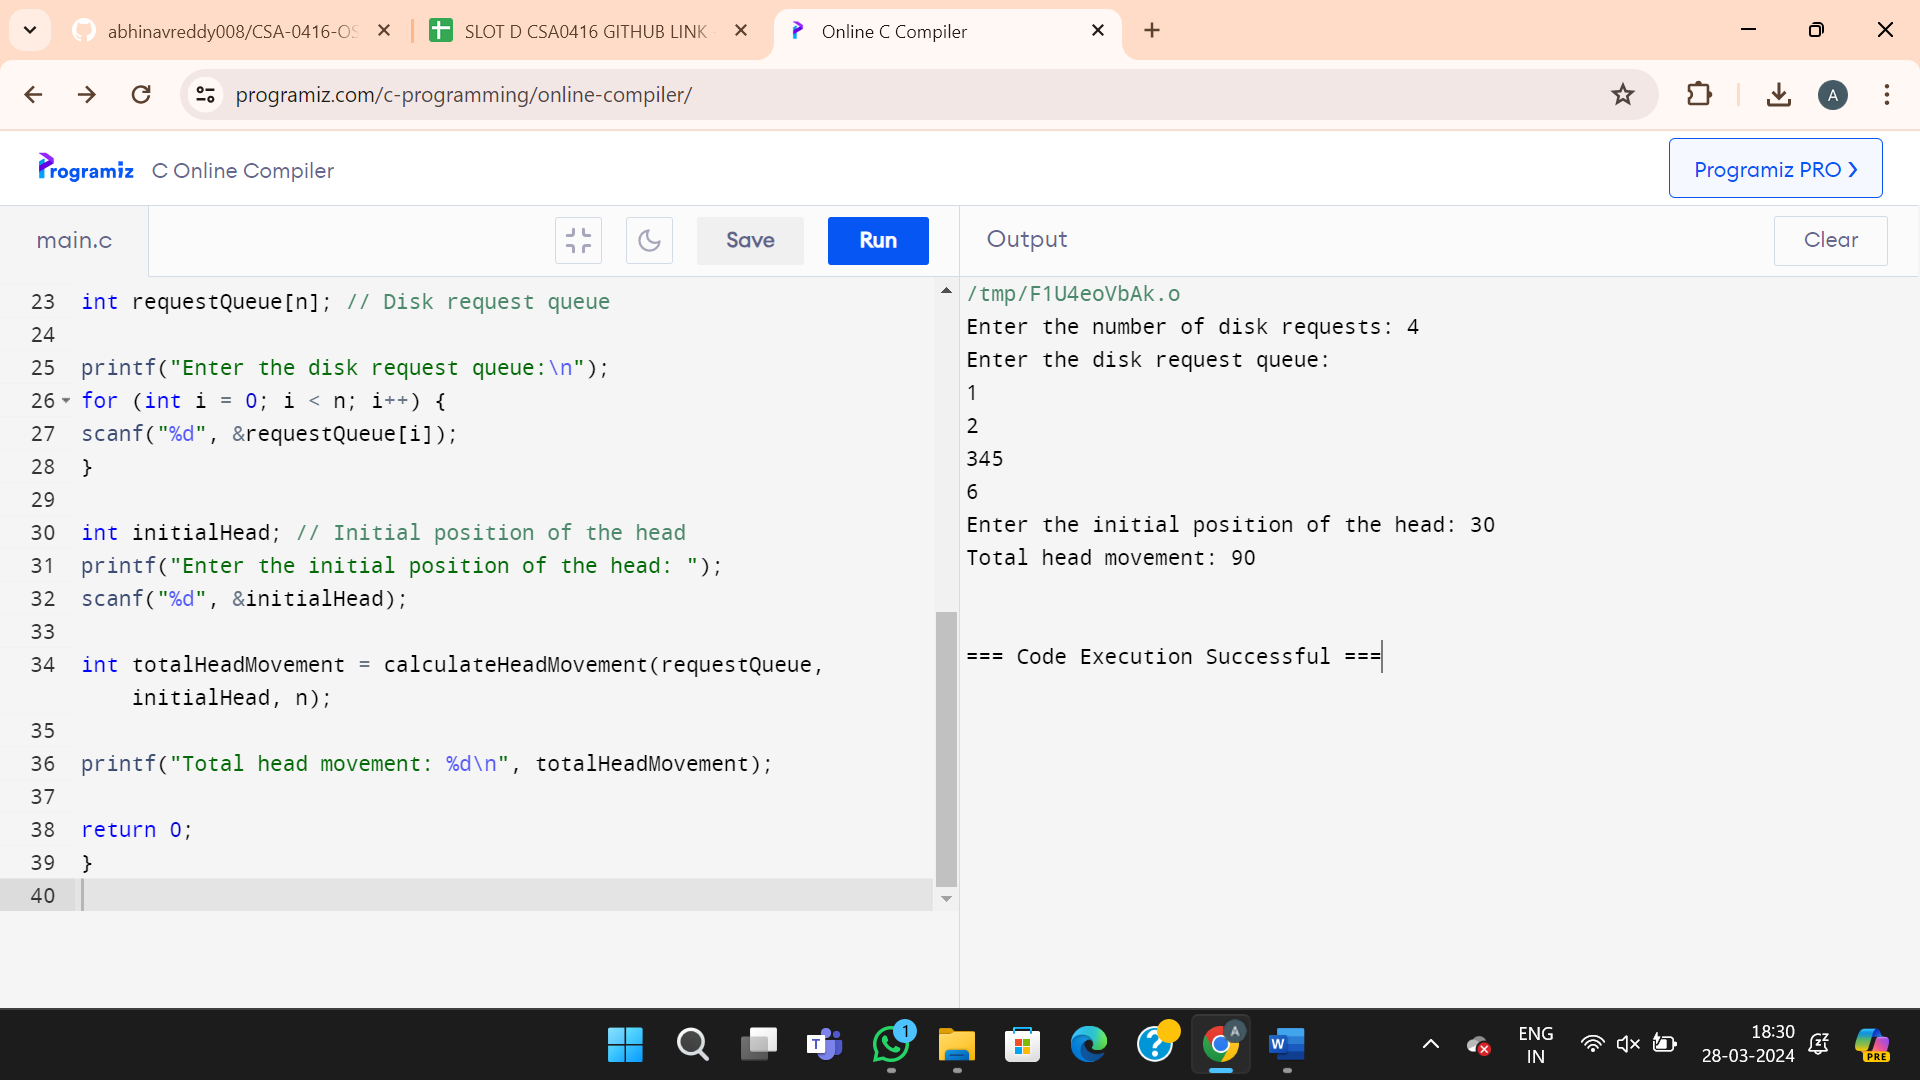 abhinavreddy008/CSA-0416-OS
SLOT D CSA0416 GITHUB LINK
Online C Compiler
programiz.com/c-programming/online-compiler/
A
Programiz
C Online Compiler
Programiz PRO
main.c
Save
Run
Output
Clear
23 int requestQueue[n]; // Disk request queue
24
25 printf("Enter the disk request queue:\n");
26 for (int i = 0; i < n; i++) {
27 scanf("%d", &requestQueue[i]);
28 }
29
30 int initialHead; // Initial position of the head
31 printf("Enter the initial position of the head: ");
32 scanf("%d", &initialHead);
33
34 int totalHeadMovement = calculateHeadMovement(requestQueue,
initialHead, n);
35
36 printf("Total head movement: %d\n", totalHeadMovement);
37
38 return 0;
39 }
40
/tmp/F1U4eoVbAk.o
Enter the number of disk requests: 4
Enter the disk request queue:
1
2
345
6
Enter the initial position of the head: 30
Total head movement: 90
=== Code Execution Successful ===
T
1
A
W
ENG
IN
18:30
28-03-2024
PRE